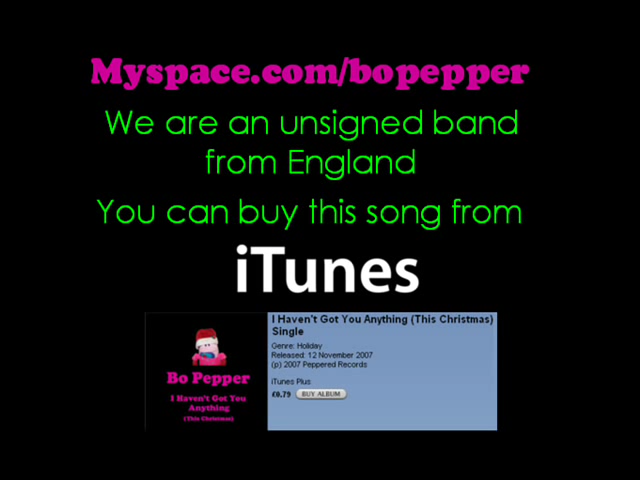 Myspace.com/bopepper
We are an unsigned band
from England
You can buy this song from
iTunes
I Haven't Got You Anything (This Christmas)
Single
Genre: Holiday
Released: 12 November 2007
(p) 2007 Peppered Records
iTunes Plus
£0.79 BUY ALBUM
Bo Pepper
I Haven't Got You
Anything
(This Christmas)